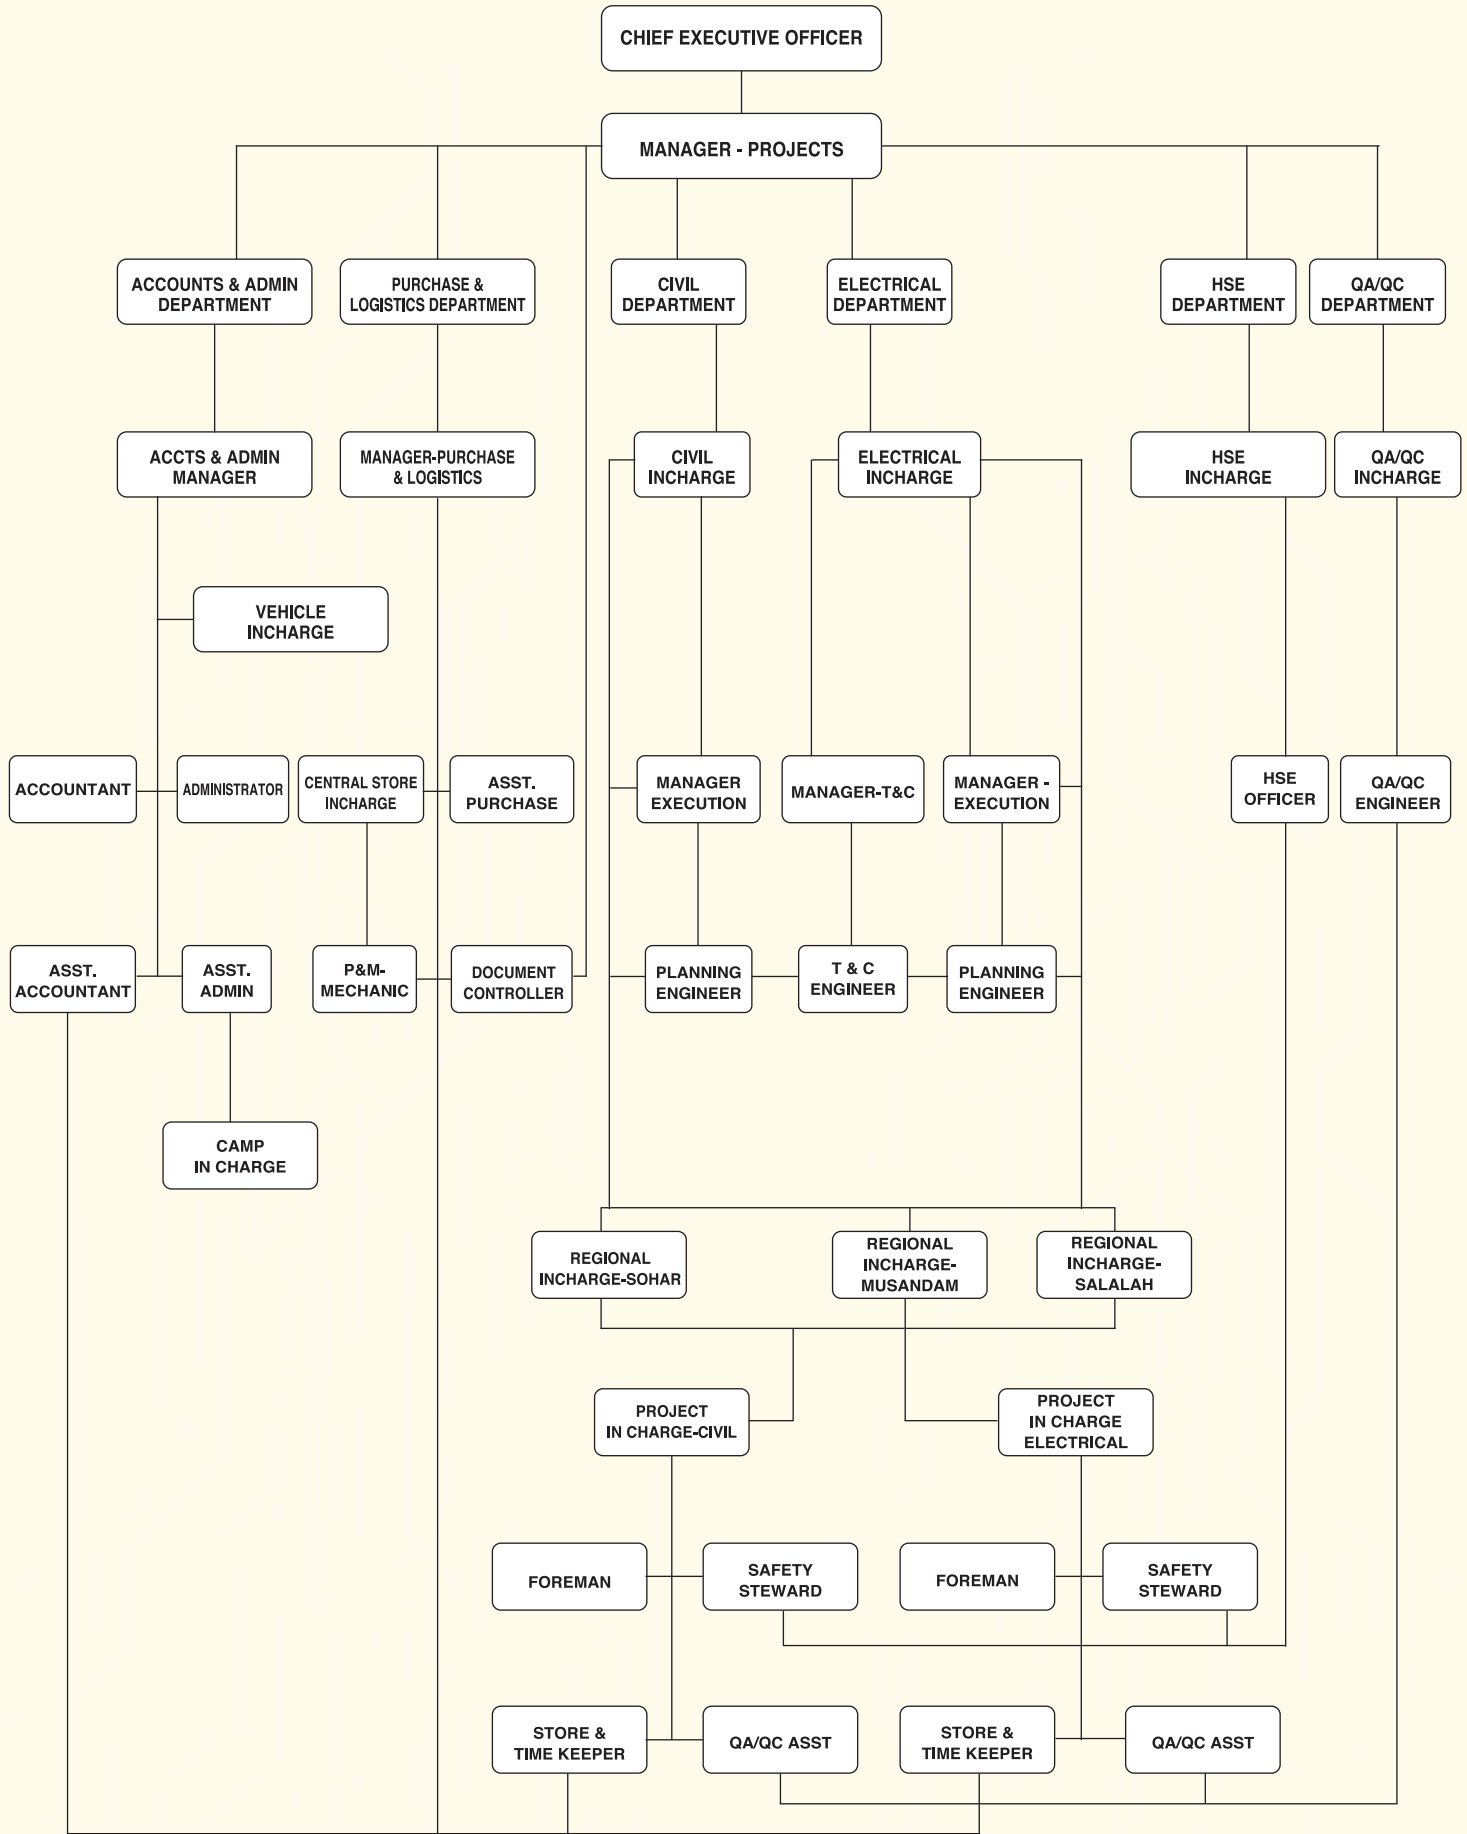 CHIEF EXECUTIVE OFFICER
MANAGER - PROJECTS
ACCOUNTS & ADMIN
DEPARTMENT
PURCHASE &
LOGISTICS DEPARTMENT
CIVIL
DEPARTMENT
ELECTRICAL
DEPARTMENT
HSE
DEPARTMENT
QA/QC
DEPARTMENT
ACCTS & ADMIN
MANAGER
MANAGER-PURCHASE
& LOGISTICS
CIVIL
INCHARGE
ELECTRICAL
INCHARGE
HSE
INCHARGE
QA/QC
INCHARGE
VEHICLE
INCHARGE
ACCOUNTANT
ADMINISTRATOR
CENTRAL STORE
INCHARGE
ASST.
PURCHASE
MANAGER
EXECUTION
MANAGER-T&C
MANAGER -
EXECUTION
HSE
OFFICER
QA/QC
ENGINEER
ASST.
ACCOUNTANT
ASST.
ADMIN
P&M-
MECHANIC
DOCUMENT
CONTROLLER
PLANNING
ENGINEER
T & C
ENGINEER
PLANNING
ENGINEER
CAMP
IN CHARGE
REGIONAL
INCHARGE-SOHAR
REGIONAL
INCHARGE-
MUSANDAM
REGIONAL
INCHARGE-
SALALAH
PROJECT
IN CHARGE-CIVIL
PROJECT
IN CHARGE
ELECTRICAL
FOREMAN
SAFETY
STEWARD
FOREMAN
SAFETY
STEWARD
STORE &
TIME KEEPER
QA/QC ASST
STORE &
TIME KEEPER
QA/QC ASST